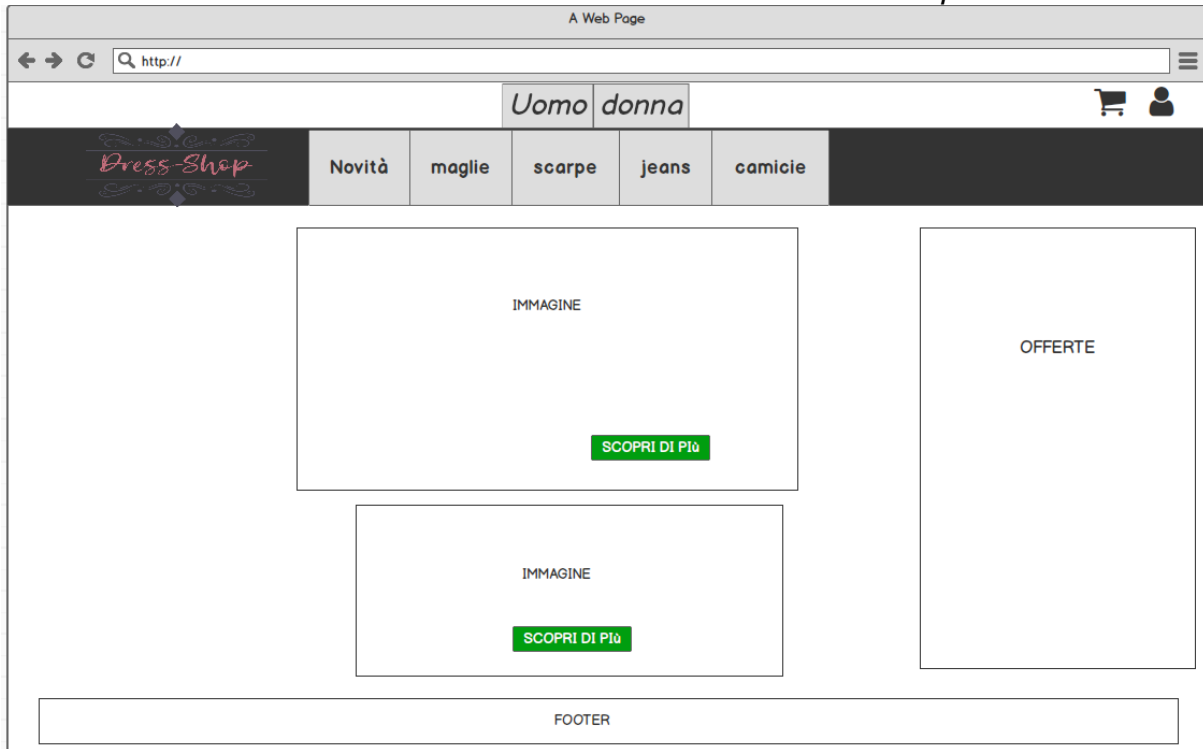 A Web Page
http://
Uomo donna
Dress-Shop
Novità maglie scarpe jeans camicie
IMMAGINE
OFFERTE
SCOPRI DI PIù
IMMAGINE
SCOPRI DI PIù
FOOTER